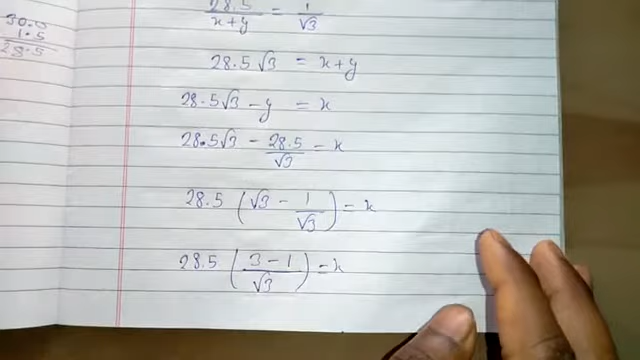 30.0
1.5
28.5
28.5/x+y = 1/√3
28.5√3 = x+y
28.5√3 - y = x
28.5√3 - 28.5/√3 = x
28.5 (√3 - 1/√3) = x
28.5 (3-1/√3) = x